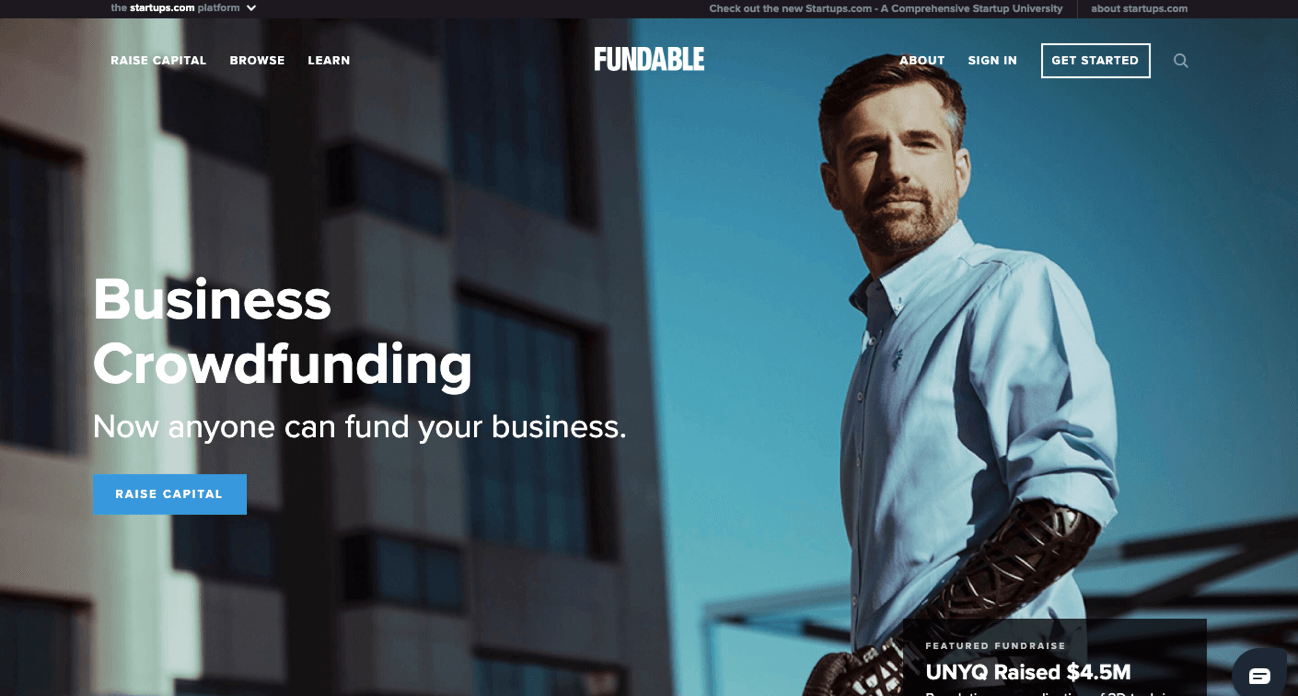 the startups.com platform
Check out the new Startups.com - A Comprehensive Startup University
about startups.com
RAISE CAPITAL
BROWSE
LEARN
FUNDABLE
ABOUT
SIGN IN
GET STARTED
Business
Crowdfunding
Now anyone can fund your business.
RAISE CAPITAL
FEATURED FUNDRAISE
UNYQ Raised $4.5M